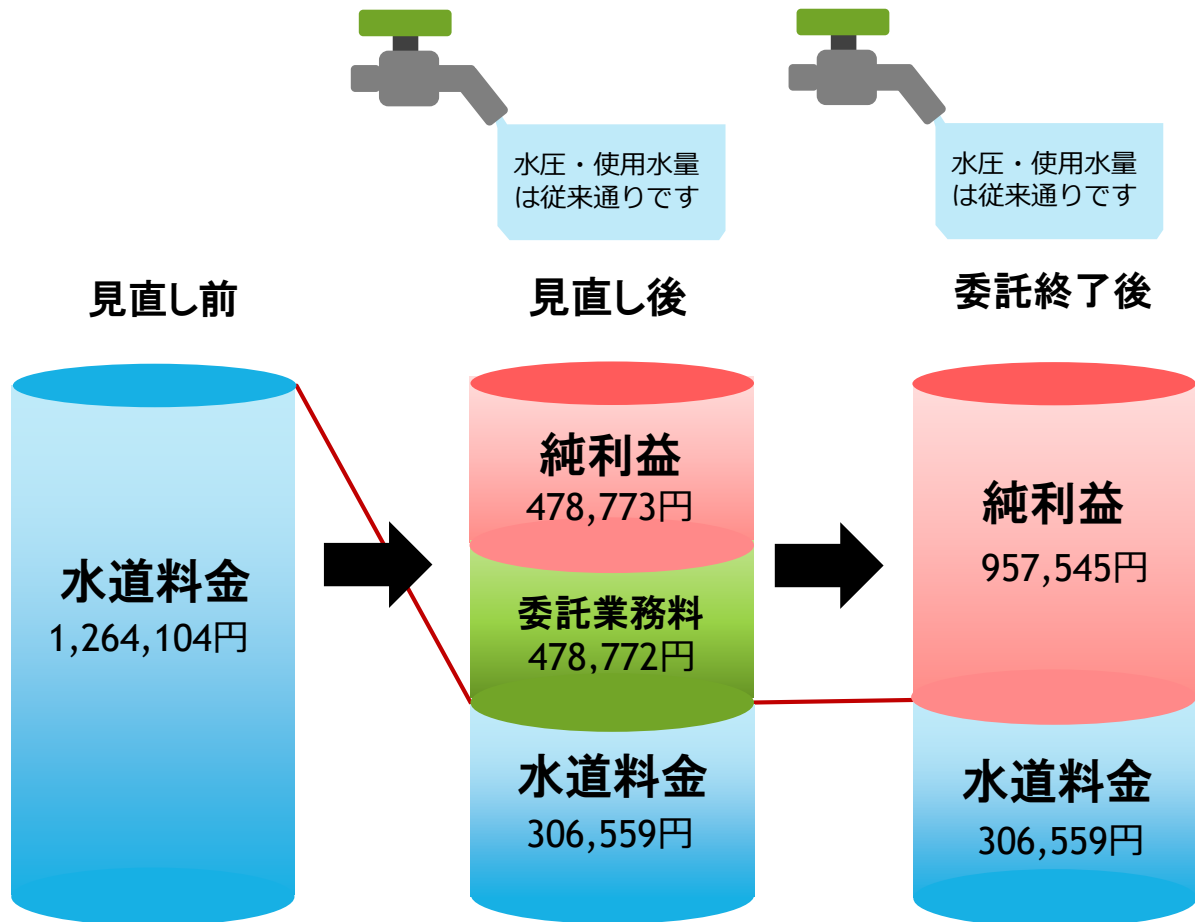 水圧・使用水量
は従来通りです
水圧・使用水量
は従来通りです
見直し前
見直し後
委託終了後
水道料金
1,264,104円
純利益
478,773円
委託業務料
478,772円
水道料金
306,559円
純利益
957,545円
水道料金
306,559円